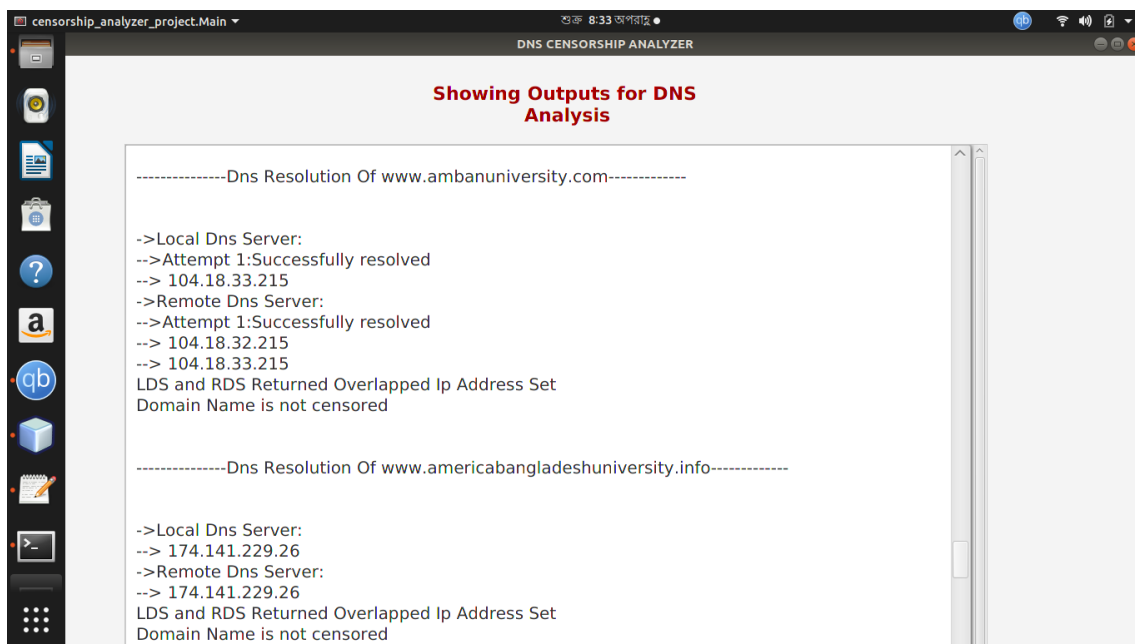 censorship_analyzer_project.Main
শুক্র 8:33 অপরাহ্ণ
DNS CENSORSHIP ANALYZER
Showing Outputs for DNS
Analysis
---------------Dns Resolution Of www.ambanuniversity.com-------------
->Local Dns Server:
-->Attempt 1:Successfully resolved
--> 104.18.33.215
->Remote Dns Server:
-->Attempt 1:Successfully resolved
--> 104.18.32.215
--> 104.18.33.215
LDS and RDS Returned Overlapped Ip Address Set
Domain Name is not censored
---------------Dns Resolution Of www.americabangladeshuniversity.info-------------
->Local Dns Server:
--> 174.141.229.26
->Remote Dns Server:
--> 174.141.229.26
LDS and RDS Returned Overlapped Ip Address Set
Domain Name is not censored